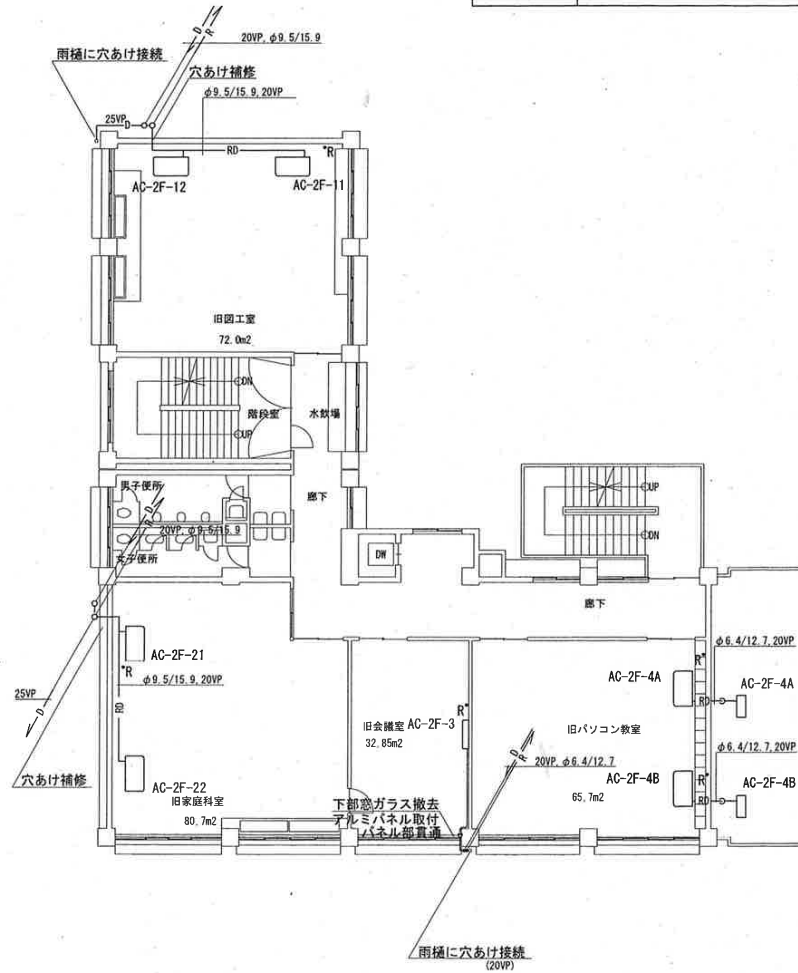 20VP, φ9.5/15.9
D
R
雨樋に穴あけ接続
穴あけ補修
φ9.5/15.9, 20VP
25VP
D
RD
*R
AC-2F-12
AC-2F-11
旧図工室
72.0m2
DN
階段室
水飲場
UP
男子便所
廊下
D
R
20VP, φ9.5/15.9
女子便所
UP
DN
DW
廊下
AC-2F-21
*R
φ9.5/15.9, 20VP
25VP
D
RD
穴あけ補修
AC-2F-22
旧家庭科室
80.7m2
旧会議室
32.85m2
R*
AC-2F-3
旧パソコン教室
65.7m2
D
R
20VP, φ6.4/12.7
AC-2F-4A
R*
RD
φ6.4/12.7, 20VP
AC-2F-4A
AC-2F-4B
R*
RD
φ6.4/12.7, 20VP
AC-2F-4B
下部窓ガラス撤去
アルミパネル取付
パネル部貫通
雨樋に穴あけ接続
(20VP)